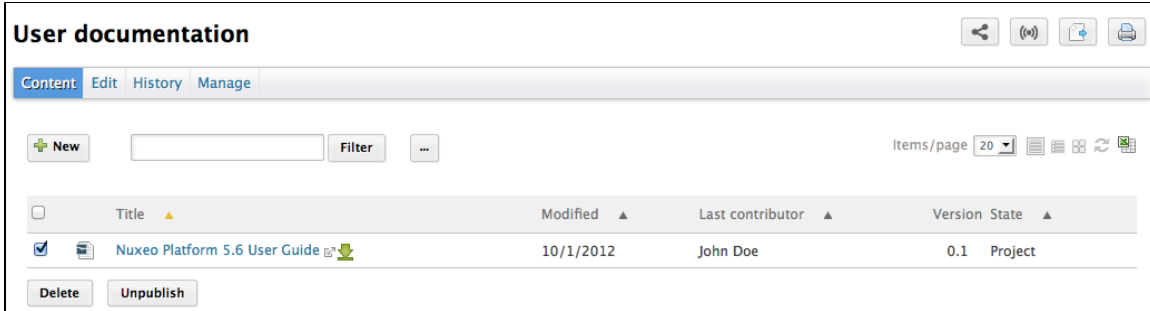 User documentation
Content Edit History Manage
New Filter ... Items/page 20
Title Modified Last contributor Version State
Nuxeo Platform 5.6 User Guide 10/1/2012 John Doe 0.1 Project
Delete Unpublish